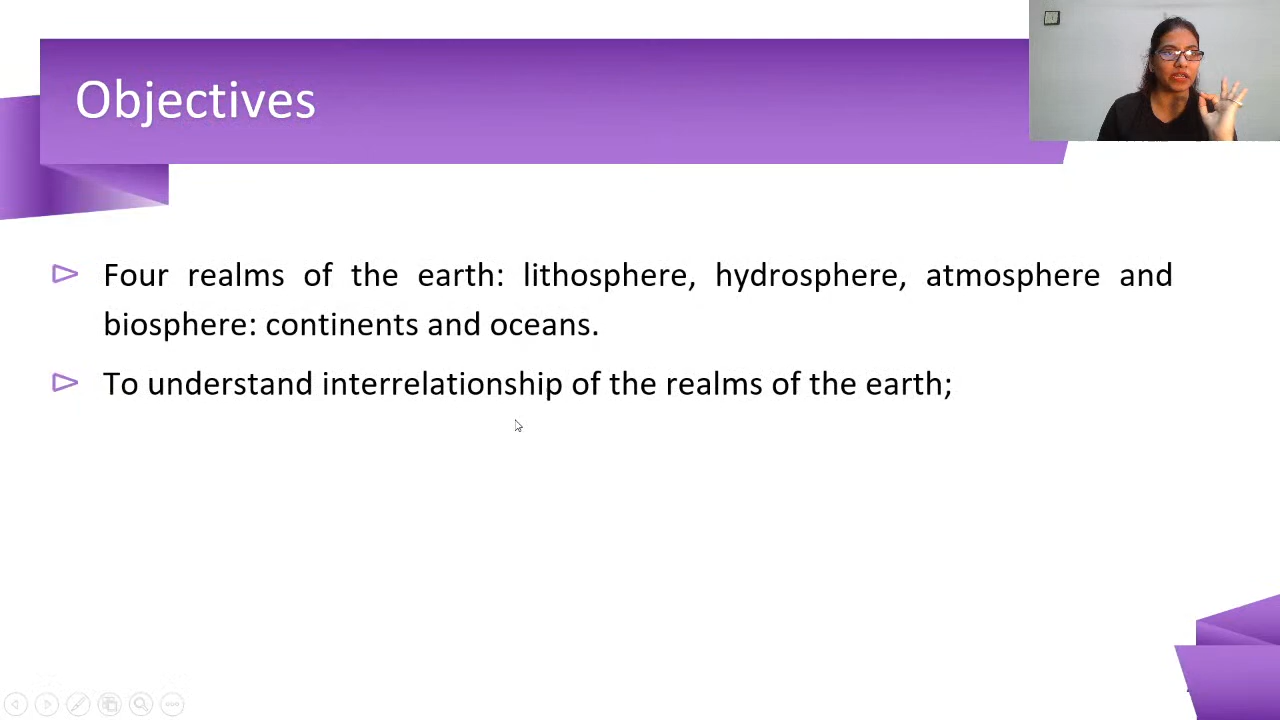 Objectives
Four realms of the earth: lithosphere, hydrosphere, atmosphere and
biosphere: continents and oceans.
To understand interrelationship of the realms of the earth;